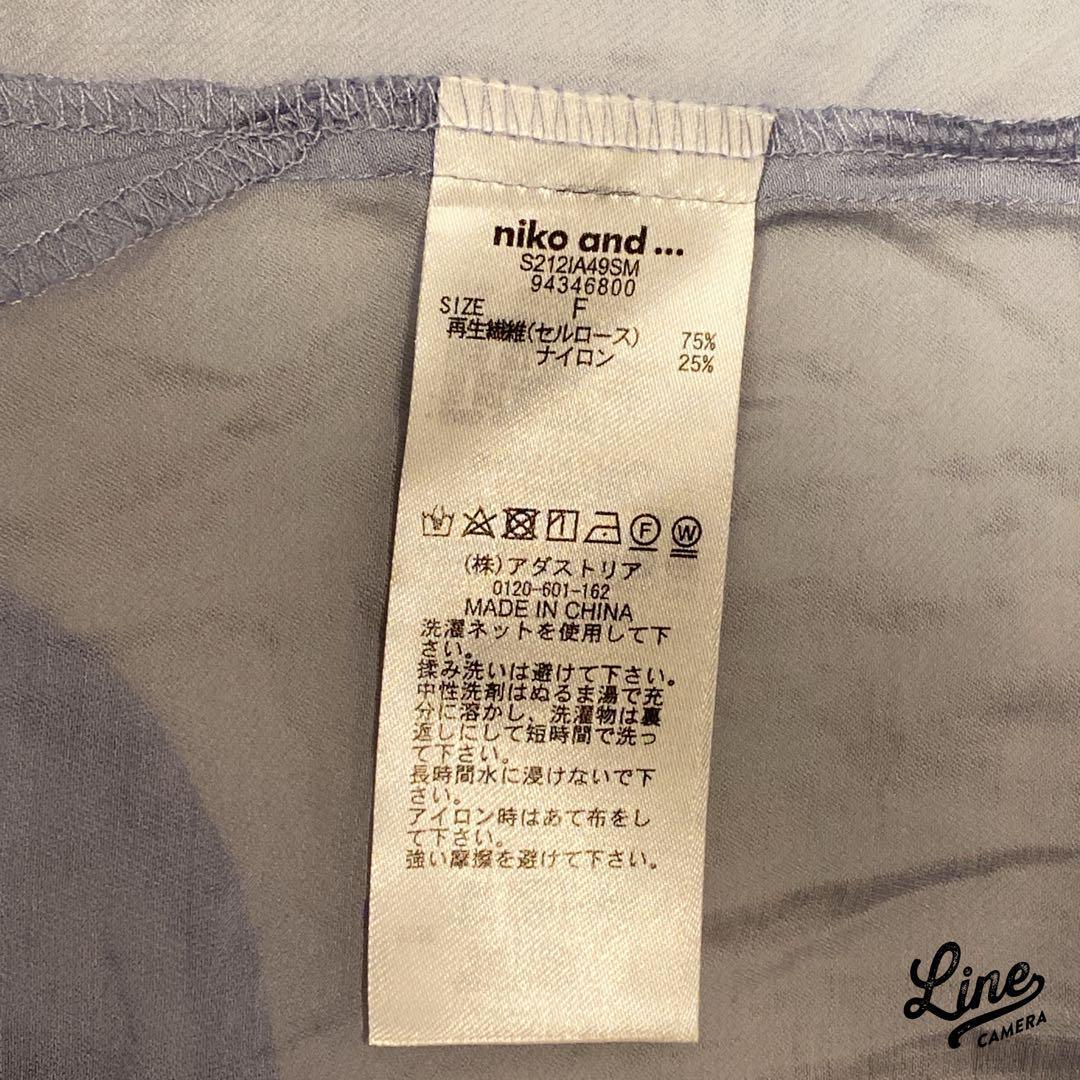 niko and ...
S212IA49SM
94346800
SIZE F
再生繊維(セルロース) 75%
ナイロン 25%
F W
(株)アダストリア
0120-601-162
MADE IN CHINA
洗濯ネットを使用して下
さい。
揉み洗いは避けて下さい。
中性洗剤はぬるま湯で充
分に溶かし、洗濯物は裏
返しにして短時間で洗っ
て下さい。
長時間水に浸けないで下
さい。
アイロン時はあて布をし
て下さい。
強い摩擦を避けて下さい。
Line
CAMERA